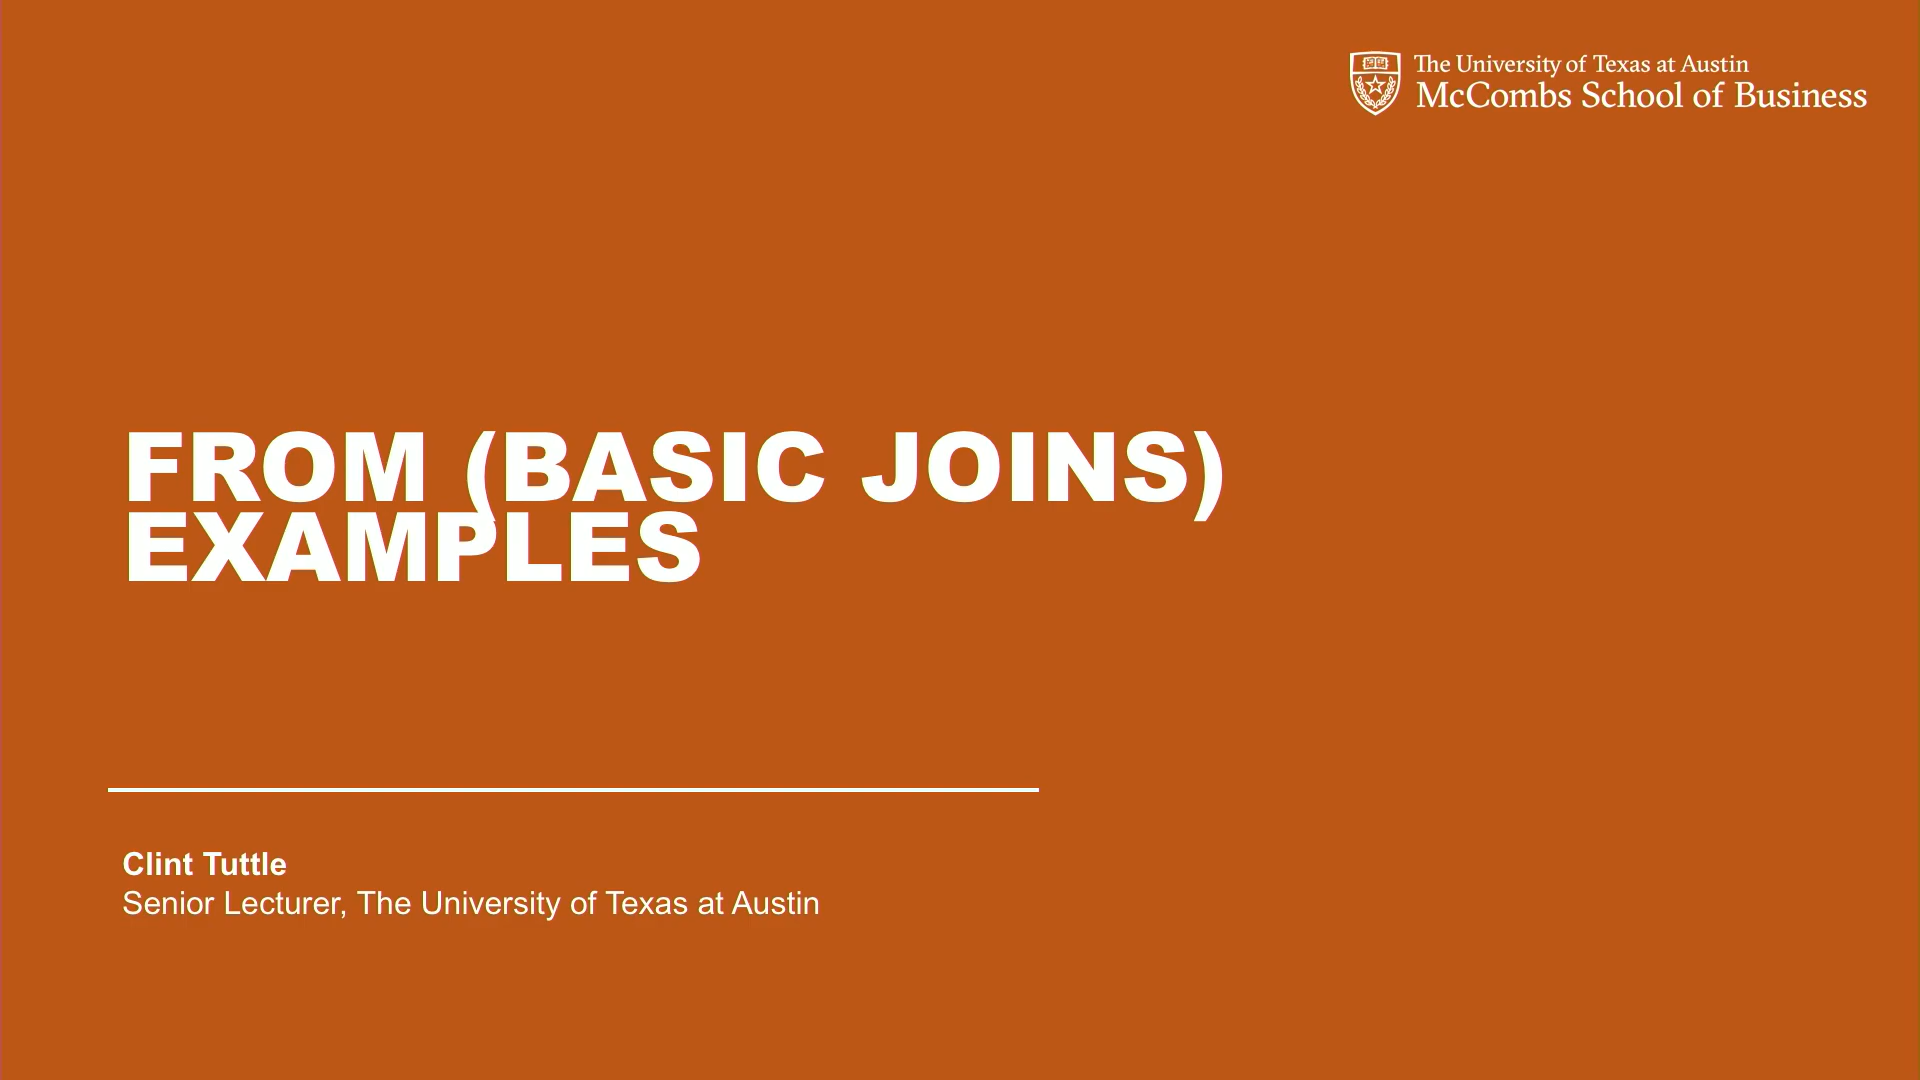 The University of Texas at Austin
McCombs School of Business
FROM (BASIC JOINS)
EXAMPLES
Clint Tuttle
Senior Lecturer, The University of Texas at Austin